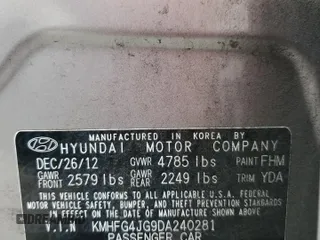 MANUFACTURED IN KOREA BY
HYUNDAI MOTOR COMPANY
DEC/26/12 GVWR 4785 lbs PAINT FHM
GAWR FRONT 2579 lbs GAWR REAR 2249 lbs TRIM YDA
THIS VEHICLE CONFORMS TO ALL APPLICABLE U.S.A. FEDERAL
MOTOR VEHICLE SAFETY, BUMPER, AND THEFT PREVENTION
STANDARDS IN EFFECT ON THE DATE OF MANUFACTURE SHOWN ABOVE.
V.I.N KMHFG4JG9DA240281
PASSENGER CAR